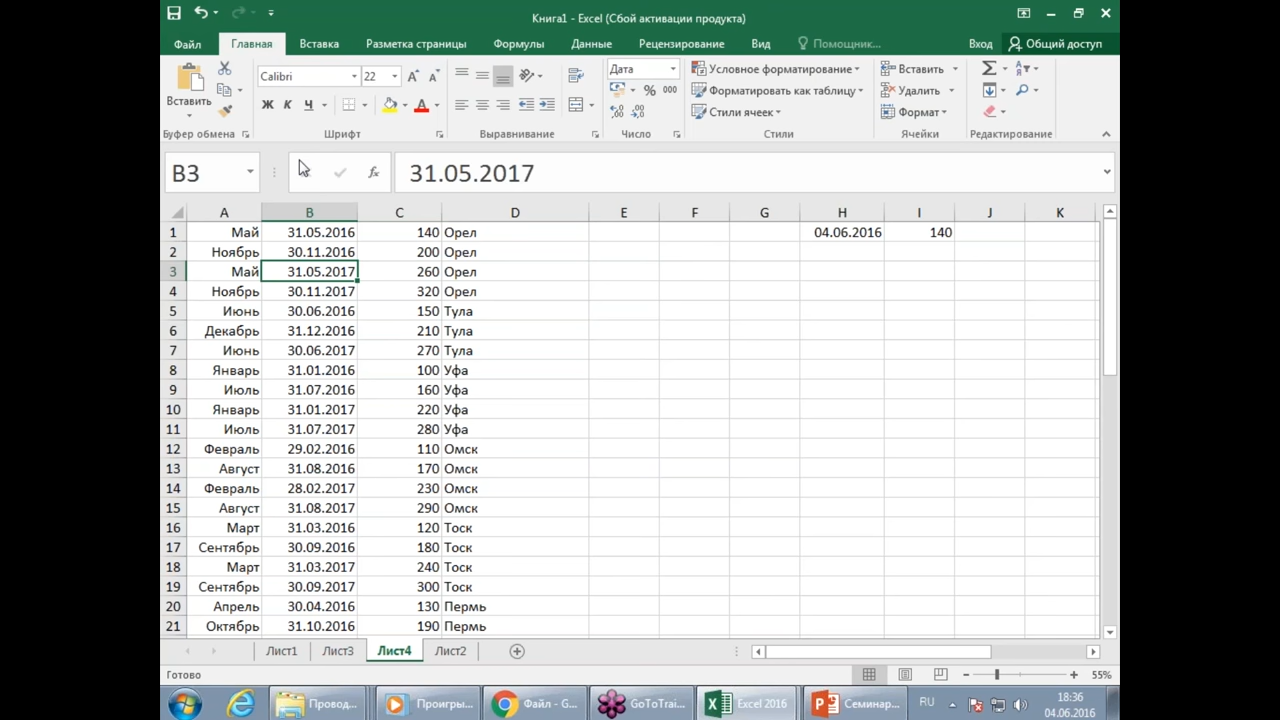 Книга1 - Excel (Сбой активации продукта)
Файл Главная Вставка Разметка страницы Формулы Данные Рецензирование Вид Помощник... Вход Общий доступ
Вставить Calibri 22 Дата Условное форматирование Вставить
Форматировать как таблицу Удалить
Ж К Ч % 000 Стили ячеек Формат
Буфер обмена Шрифт Выравнивание Число Стили Ячейки Редактирование
B3 fx 31.05.2017
A B C D E F G H I J K
1 Май 31.05.2016 140 Орел 04.06.2016 140
2 Ноябрь 30.11.2016 200 Орел
3 Май 31.05.2017 260 Орел
4 Ноябрь 30.11.2017 320 Орел
5 Июнь 30.06.2016 150 Тула
6 Декабрь 31.12.2016 210 Тула
7 Июнь 30.06.2017 270 Тула
8 Январь 31.01.2016 100 Уфа
9 Июль 31.07.2016 160 Уфа
10 Январь 31.01.2017 220 Уфа
11 Июль 31.07.2017 280 Уфа
12 Февраль 29.02.2016 110 Омск
13 Август 31.08.2016 170 Омск
14 Февраль 28.02.2017 230 Омск
15 Август 31.08.2017 290 Омск
16 Март 31.03.2016 120 Тоск
17 Сентябрь 30.09.2016 180 Тоск
18 Март 31.03.2017 240 Тоск
19 Сентябрь 30.09.2017 300 Тоск
20 Апрель 30.04.2016 130 Пермь
21 Октябрь 31.10.2016 190 Пермь
Лист1 Лист3 Лист4 Лист2
Готово 55%
Провод... Проигры... Файл - G... GoToTrai... Excel 2016 Семинар... RU 18:36
04.06.2016